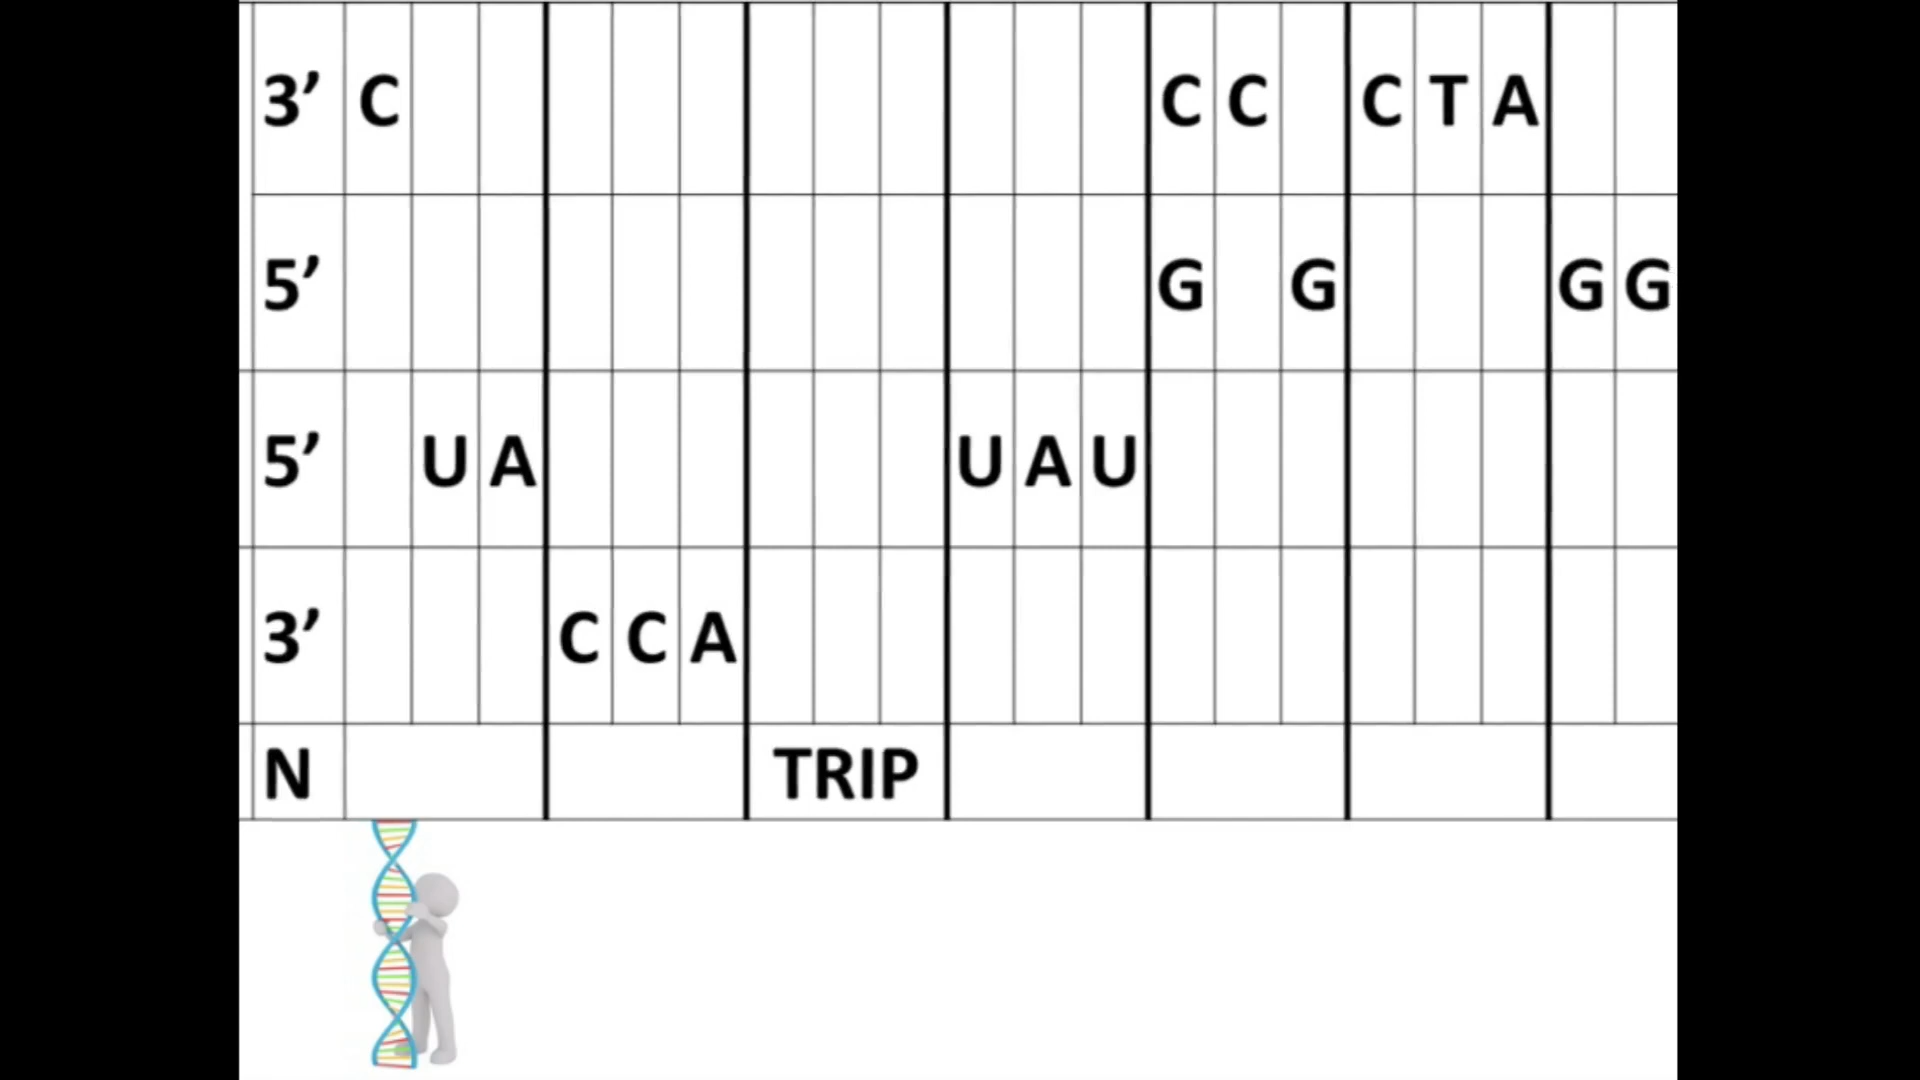 3’ C C C C T A
5’ G G G G
5’ U A U A U
3’ C C A
N TRIP